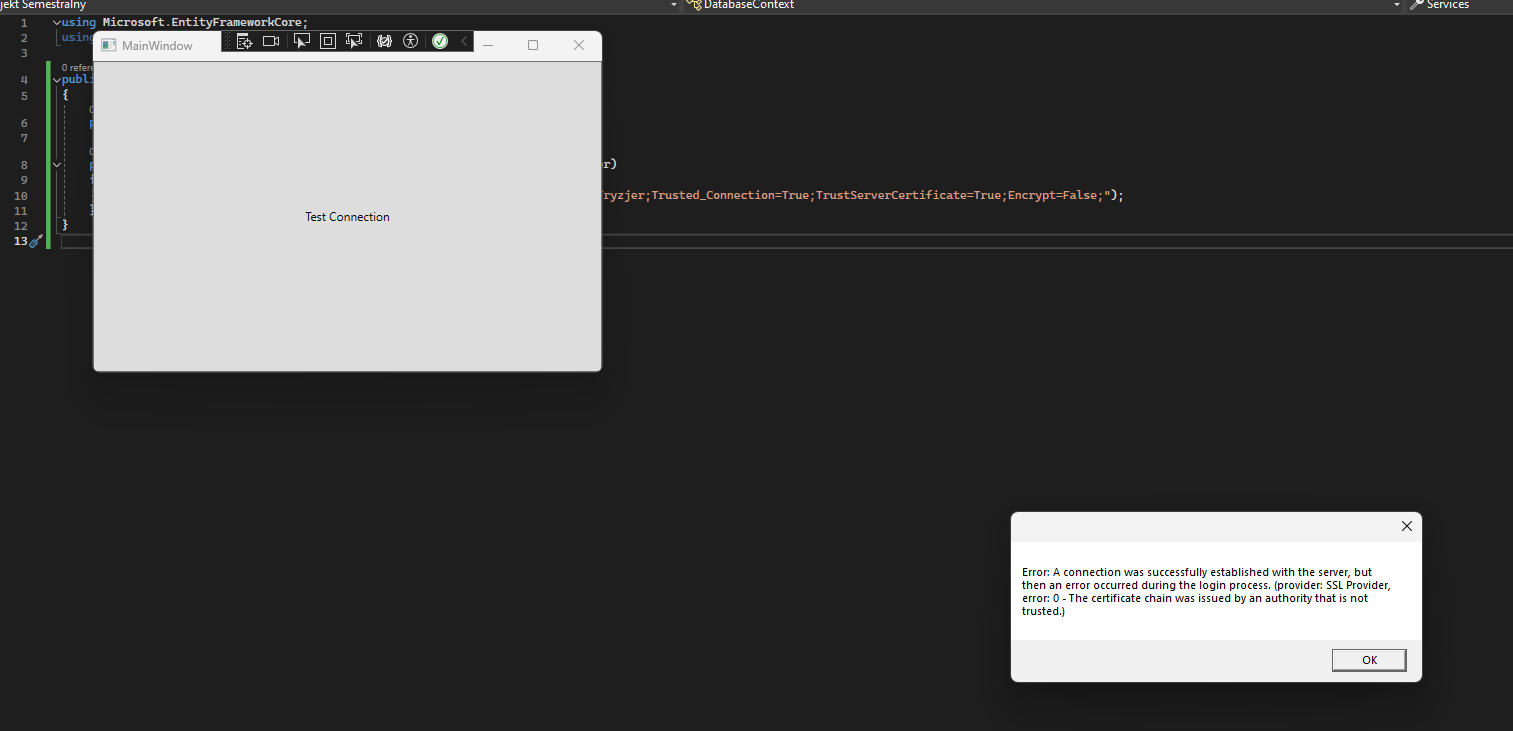 jekt Semestralny
DatabaseContext
Services
1 using Microsoft.EntityFrameworkCore;
2 using
3
0 refere
4 publi
5 {
6
7
8 er)
9
10 ryzjer;Trusted_Connection=True;TrustServerCertificate=True;Encrypt=False;");
11 }
12 }
13
MainWindow
Test Connection
Error: A connection was successfully established with the server, but
then an error occurred during the login process. (provider: SSL Provider,
error: 0 - The certificate chain was issued by an authority that is not
trusted.)
OK